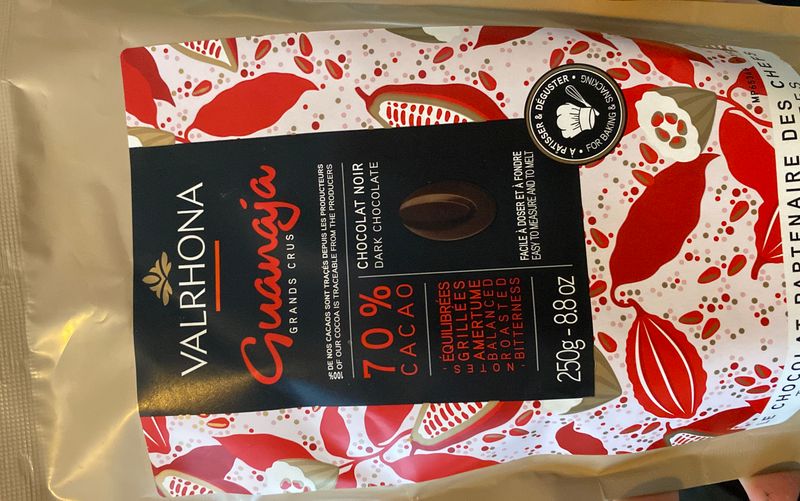 VALRHONA
Guanaja
GRANDS CRUS
% DE NOS CACAOS SONT TRACÉS DEPUIS LES PRODUCTEURS
% OF OUR COCOA IS TRACEABLE FROM THE PRODUCERS
70%
CACAO
CHOCOLAT NOIR
DARK CHOCOLATE
ÉQUILIBRÉES
GRILLÉES
AMERTUME
BALANCED
ROASTED
BITTERNESS
FACILE À DOSER ET À FONDRE
EASY TO MEASURE AND TO MELT
250g - 8.8 oz
À PATISSER & DÉGUSTER
FOR BAKING & SNACKING
LE CHOCOLAT PARTENAIRE DES CHEFS